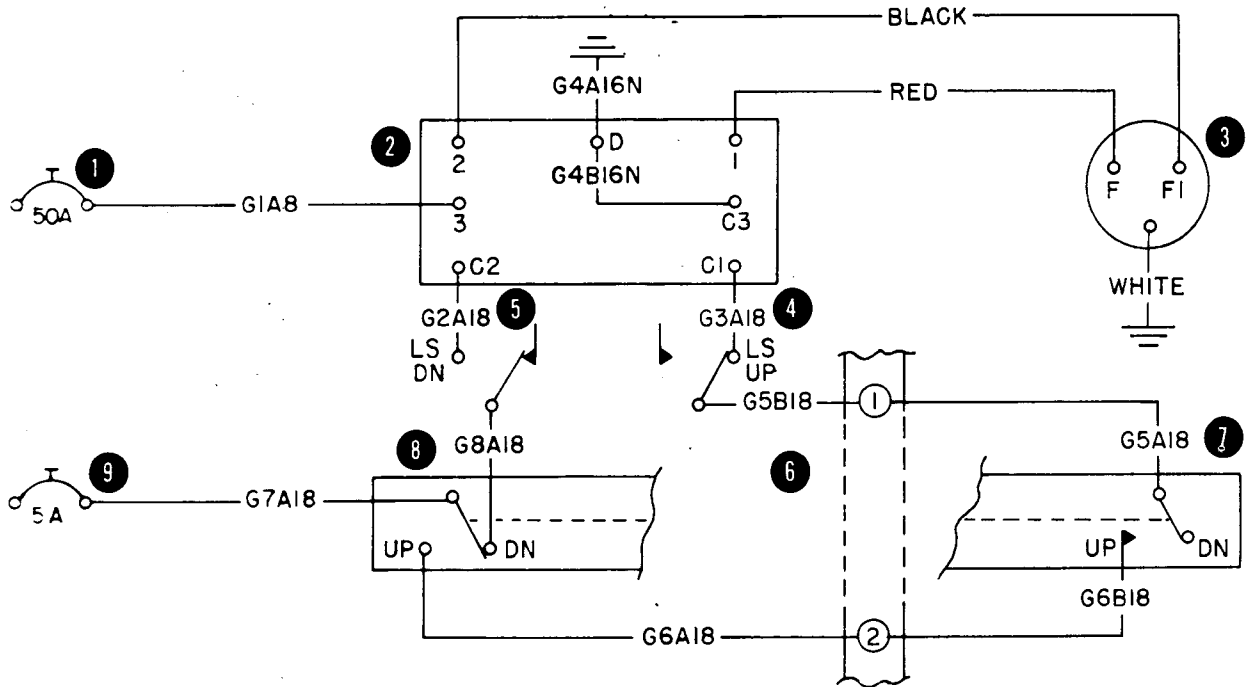 BLACK
G4A16N
RED
2
3
1
2
D
1
F
F1
G4B16N
50A
G1A8
3
C3
C2
C1
WHITE
5
4
G2A18
G3A18
LS
DN
LS
UP
G5B18
1
G8A18
G5A18
7
9
8
6
5A
G7A18
UP
DN
UP
DN
G6B18
G6A18
2